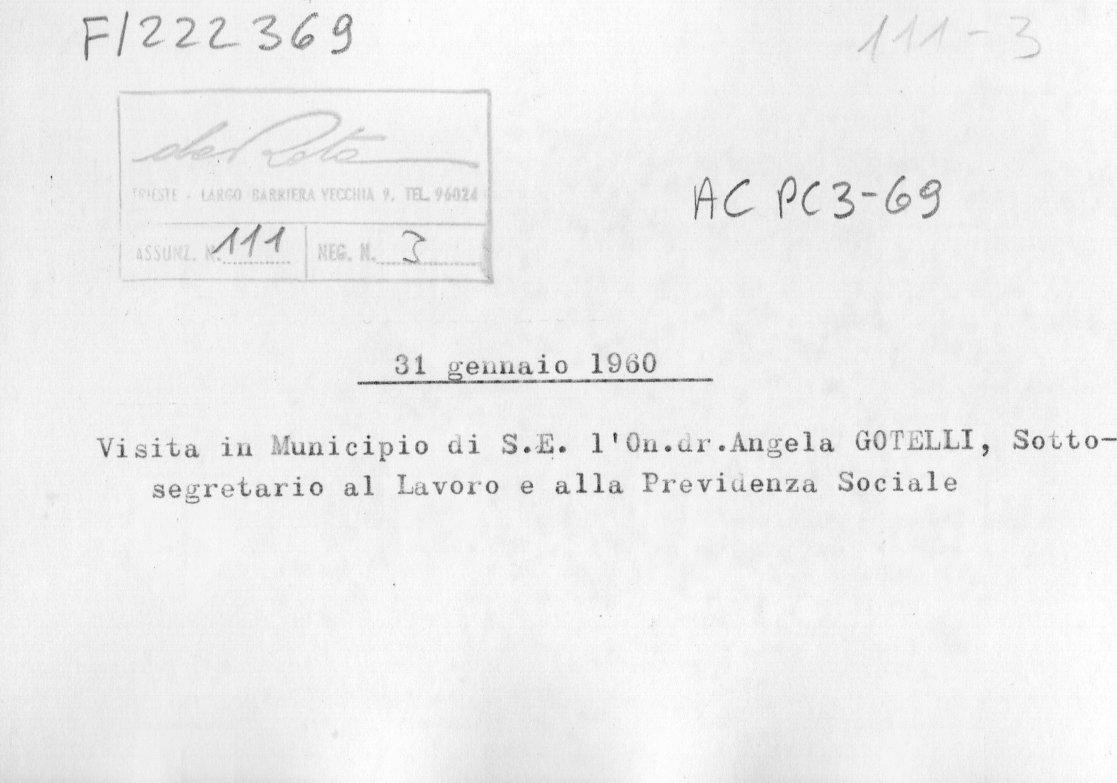 F/222369
111-3
de Rota
TRIESTE - LARGO BARRIERA VECCHIA 9, TEL. 96024
AC PC3-69
ASSUNZ. N. 111 NEG. N. 3
31 gennaio 1960
Visita in Municipio di S.E. l'On.dr.Angela GOTELLI, Sotto-
segretario al Lavoro e alla Previdenza Sociale